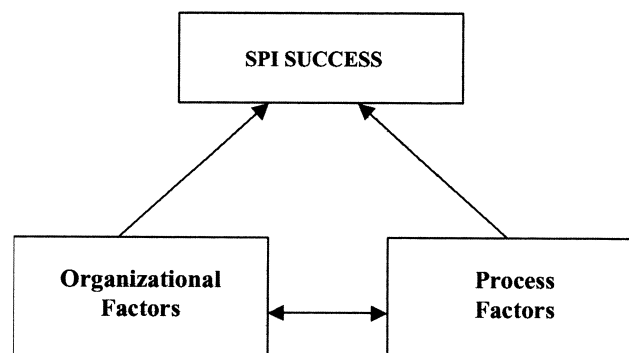 SPI SUCCESS
Organizational
Factors
Process
Factors